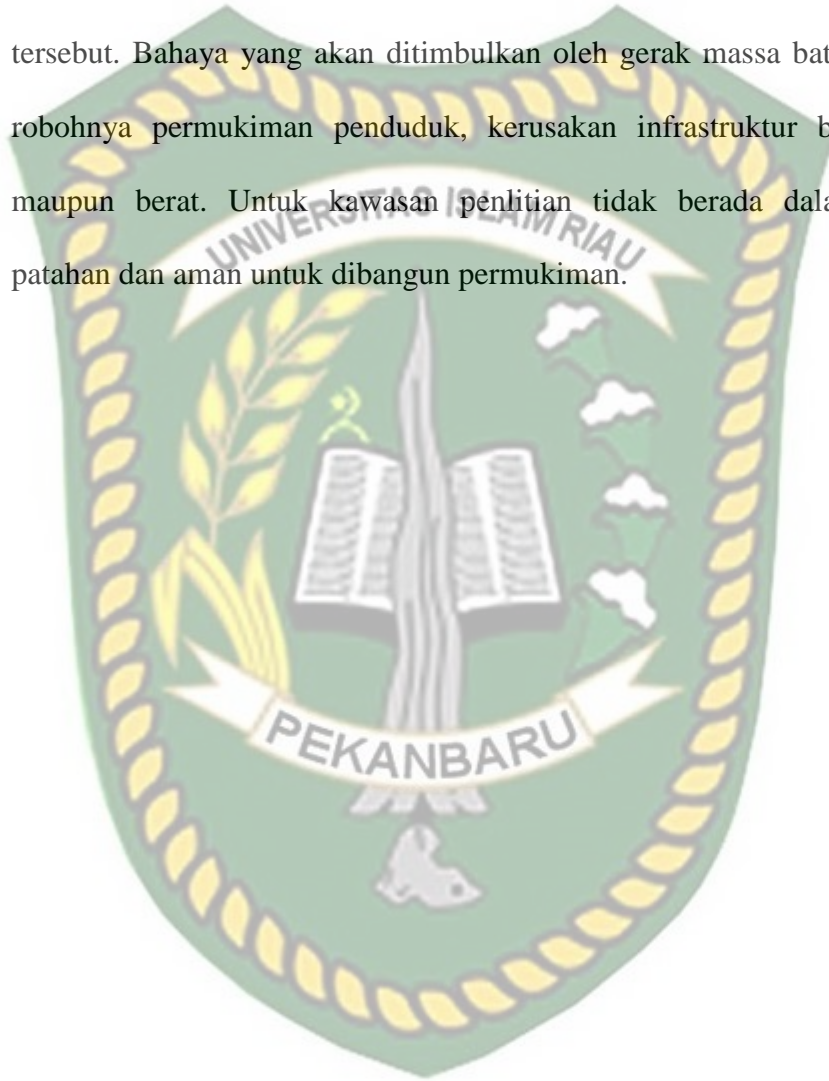 tersebut. Bahaya yang akan ditimbulkan oleh gerak massa bat
robohnya permukiman penduduk, kerusakan infrastruktur b
maupun berat. Untuk kawasan penlitian tidak berada dala
patahan dan aman untuk dibangun permukiman.
UNIVERSITAS ISLAM RIAU
PEKANBARU